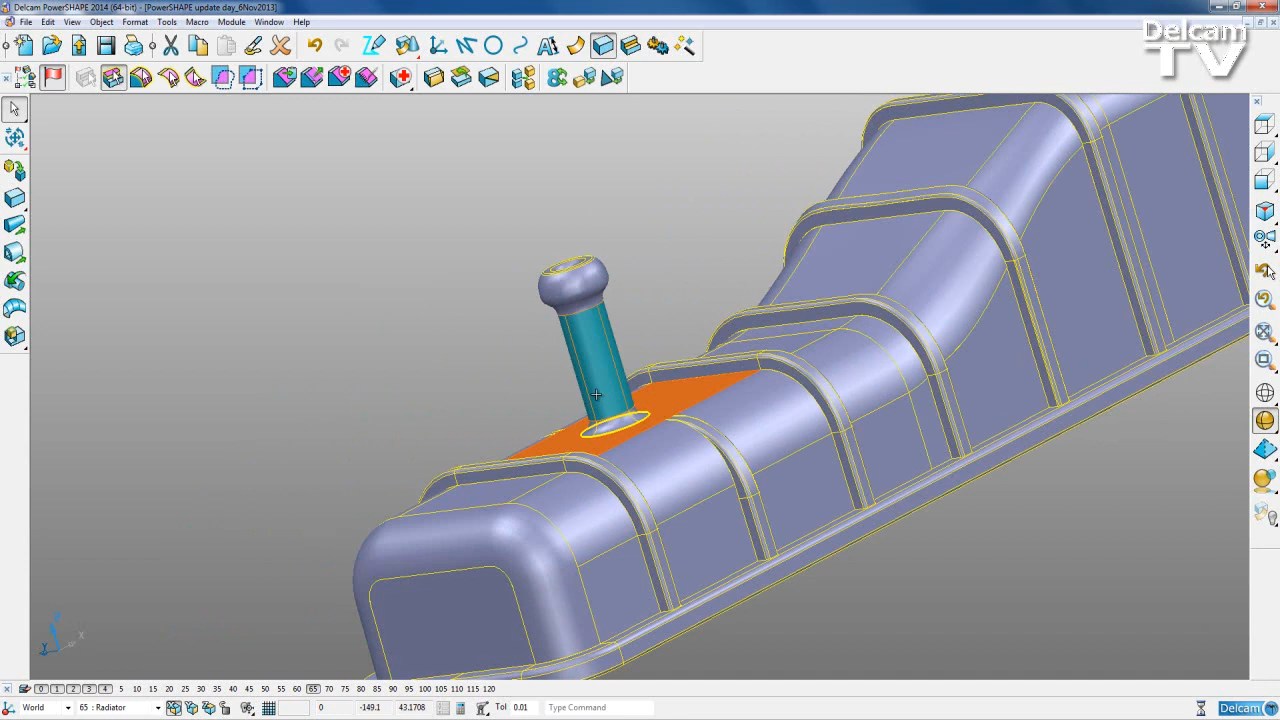 Delcam PowerSHAPE 2014 (64-bit) - [PowerSHAPE update day_6Nov2013]
File Edit View Object Format Tools Macro Module Window Help
Delcam
TV
Y X
0 1 2 3 4 5 10 15 20 25 30 35 40 45 50 55 60 65 70 75 80 85 90 95 100 105 110 115 120
World 65 : Radiator 0 -149.1 43.1708 Tol 0.01 Type Command Delcam